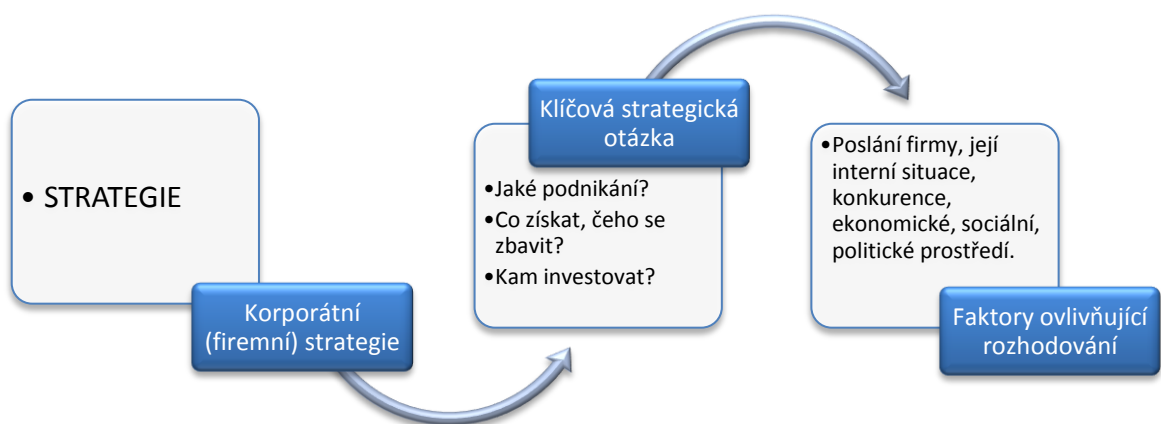 • STRATEGIE
Korporátní
(firemní) strategie
Klíčová strategická
otázka
•Jaké podnikání?
•Co získat, čeho se
zbavit?
•Kam investovat?
•Poslání firmy, její
interní situace,
konkurence,
ekonomické, sociální,
politické prostředí.
Faktory ovlivňující
rozhodování